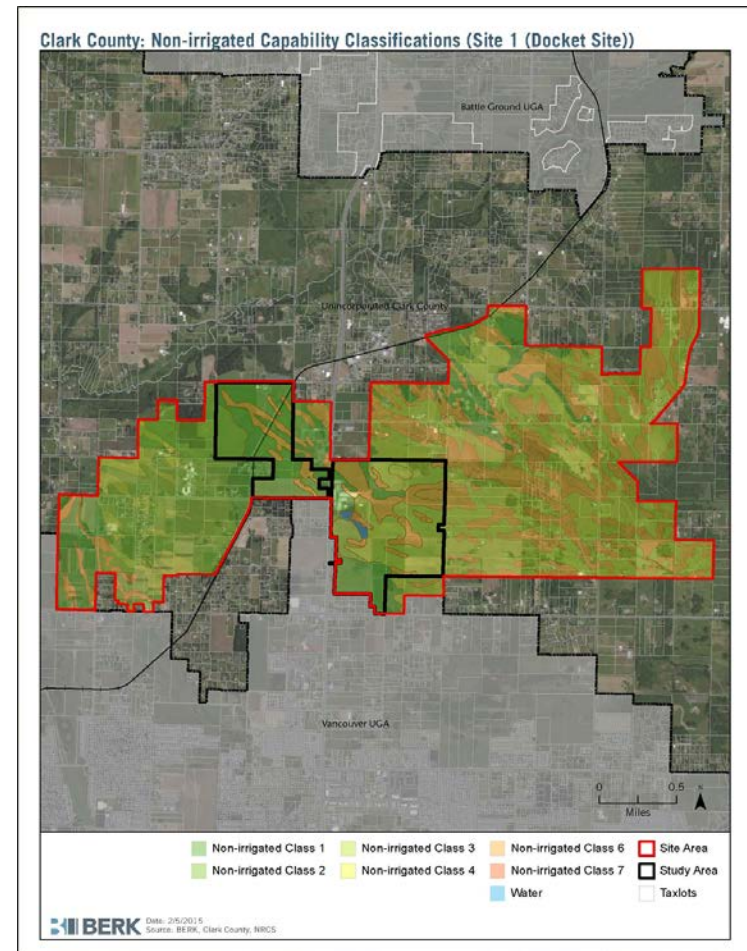 Clark County: Non-irrigated Capability Classifications (Site 1 (Docket Site))
Battle Ground UGA
Unincorporated Clark County
Vancouver UGA
0 0.5
Miles
N
Non-irrigated Class 1
Non-irrigated Class 3
Non-irrigated Class 6
Site Area
Non-irrigated Class 2
Non-irrigated Class 4
Non-irrigated Class 7
Study Area
Water
Taxlots
BERK
Date: 2/5/2015
Source: BERK, Clark County, NRCS